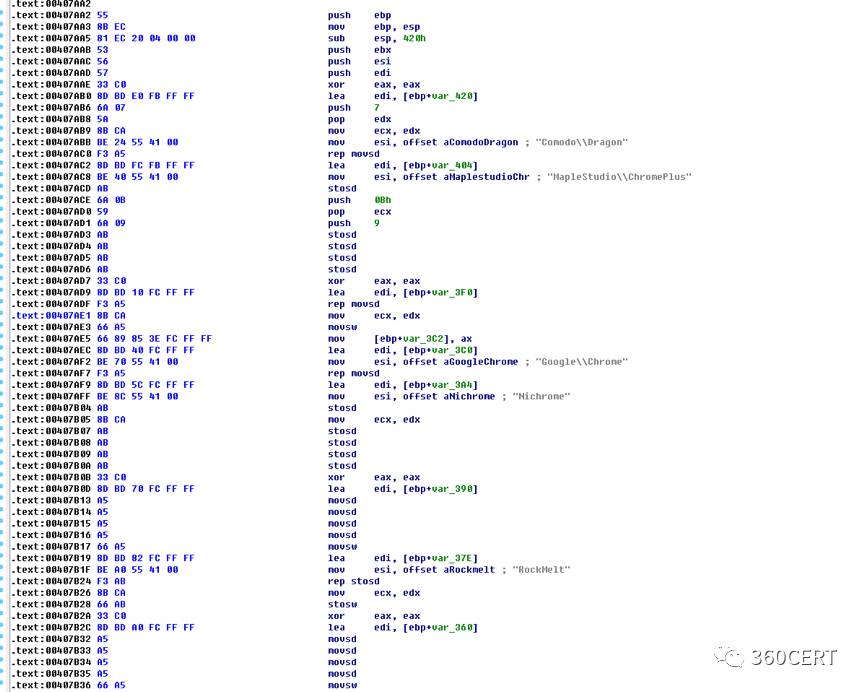 .text:00407AA2
.text:00407AA2 55 push ebp
.text:00407AA3 8B EC mov ebp, esp
.text:00407AA5 81 EC 20 04 00 00 sub esp, 420h
.text:00407AAB 53 push ebx
.text:00407AAC 56 push esi
.text:00407AAD 57 push edi
.text:00407AAE 33 C0 xor eax, eax
.text:00407AB0 8D BD E0 FB FF FF lea edi, [ebp+var_420]
.text:00407AB6 6A 07 push 7
.text:00407AB8 5A pop edx
.text:00407AB9 8B CA mov ecx, edx
.text:00407ABB BE 24 55 41 00 mov esi, offset aComodoDragon ; "Comodo\\Dragon"
.text:00407AC0 F3 A5 rep movsd
.text:00407AC2 8D BD FC FB FF FF lea edi, [ebp+var_404]
.text:00407AC8 BE 40 55 41 00 mov esi, offset aMaplestudioChr ; "MapleStudio\\ChromePlus"
.text:00407ACD AB stosd
.text:00407ACE 6A 0B push 0Bh
.text:00407AD0 59 pop ecx
.text:00407AD1 6A 09 push 9
.text:00407AD3 AB stosd
.text:00407AD4 AB stosd
.text:00407AD5 AB stosd
.text:00407AD6 AB stosd
.text:00407AD7 33 C0 xor eax, eax
.text:00407AD9 8D BD 10 FC FF FF lea edi, [ebp+var_3F0]
.text:00407ADF F3 A5 rep movsd
.text:00407AE1 8B CA mov ecx, edx
.text:00407AE3 66 A5 movsw
.text:00407AE5 66 89 85 3E FC FF FF mov [ebp+var_3C2], ax
.text:00407AEC 8D BD 40 FC FF FF lea edi, [ebp+var_3C0]
.text:00407AF2 BE 70 55 41 00 mov esi, offset aGoogleChrome ; "Google\\Chrome"
.text:00407AF7 F3 A5 rep movsd
.text:00407AF9 8D BD 5C FC FF FF lea edi, [ebp+var_3A4]
.text:00407AFF BE 8C 55 41 00 mov esi, offset aNichrome ; "Nichrome"
.text:00407B04 AB stosd
.text:00407B05 8B CA mov ecx, edx
.text:00407B07 AB stosd
.text:00407B08 AB stosd
.text:00407B09 AB stosd
.text:00407B0A AB stosd
.text:00407B0B 33 C0 xor eax, eax
.text:00407B0D 8D BD 70 FC FF FF lea edi, [ebp+var_390]
.text:00407B13 A5 movsd
.text:00407B14 A5 movsd
.text:00407B15 A5 movsd
.text:00407B16 A5 movsd
.text:00407B17 66 A5 movsw
.text:00407B19 8D BD 82 FC FF FF lea edi, [ebp+var_37E]
.text:00407B1F BE A0 55 41 00 mov esi, offset aRockmelt ; "RockMelt"
.text:00407B24 F3 AB rep stosd
.text:00407B26 8B CA mov ecx, edx
.text:00407B28 66 AB stosw
.text:00407B2A 33 C0 xor eax, eax
.text:00407B2C 8D BD A0 FC FF FF lea edi, [ebp+var_360]
.text:00407B32 A5 movsd
.text:00407B33 A5 movsd
.text:00407B34 A5 movsd
.text:00407B35 A5 movsd
.text:00407B36 66 A5 movsw
360CERT